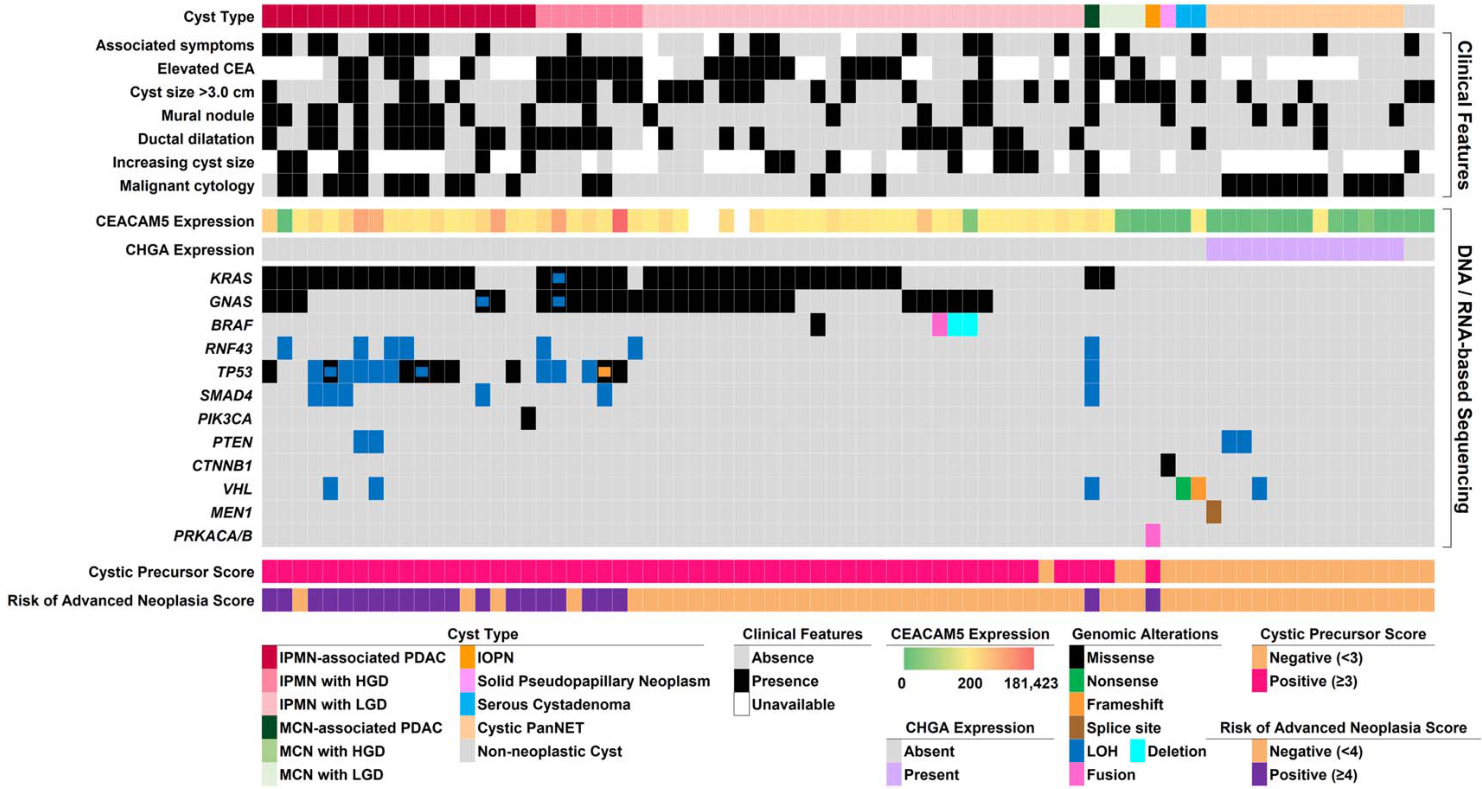 Cyst Type
Associated symptoms
Elevated CEA
Cyst size >3.0 cm
Mural nodule
Ductal dilatation
Increasing cyst size
Malignant cytology
Clinical Features
CEACAM5 Expression
CHGA Expression
KRAS
GNAS
BRAF
RNF43
TP53
SMAD4
PIK3CA
PTEN
CTNNB1
VHL
MEN1
PRKACA/B
DNA / RNA-based Sequencing
Cystic Precursor Score
Risk of Advanced Neoplasia Score
Cyst Type
IPMN-associated PDAC
IPMN with HGD
IPMN with LGD
MCN-associated PDAC
MCN with HGD
MCN with LGD
IOPN
Solid Pseudopapillary Neoplasm
Serous Cystadenoma
Cystic PanNET
Non-neoplastic Cyst
Clinical Features
Absence
Presence
Unavailable
CEACAM5 Expression
0 200 181,423
CHGA Expression
Absent
Present
Genomic Alterations
Missense
Nonsense
Frameshift
Splice site
LOH Deletion
Fusion
Cystic Precursor Score
Negative (<3)
Positive (≥3)
Risk of Advanced Neoplasia Score
Negative (<4)
Positive (≥4)